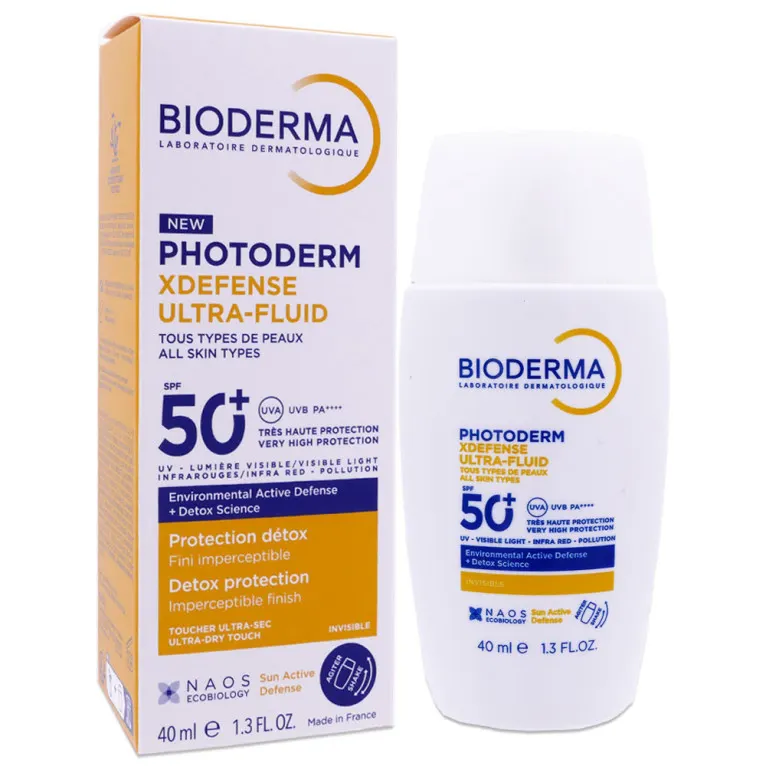 BIODERMA
LABORATOIRE DERMATOLOGIQUE
NEW
PHOTODERM
XDEFENSE
ULTRA-FLUID
TOUS TYPES DE PEAUX
ALL SKIN TYPES
SPF
50+
UVA UVB PA++++
TRÈS HAUTE PROTECTION
VERY HIGH PROTECTION
UV - LUMIÈRE VISIBLE/VISIBLE LIGHT
INFRAROUGES/INFRA RED - POLLUTION
Environmental Active Defense
+ Detox Science
Protection détox
Fini imperceptible
Detox protection
Imperceptible finish
TOUCHER ULTRA-SEC
ULTRA-DRY TOUCH
INVISIBLE
AGITER
SHAKE
NAOS
ECOBIOLOGY
Sun Active
Defense
40 ml e 1.3 FL.OZ.
Made in France
BIODERMA
LABORATOIRE DERMATOLOGIQUE
PHOTODERM
XDEFENSE
ULTRA-FLUID
TOUS TYPES DE PEAUX
ALL SKIN TYPES
SPF
50+
UVA UVB PA++++
TRÈS HAUTE PROTECTION
VERY HIGH PROTECTION
UV - VISIBLE LIGHT - INFRA RED - POLLUTION
Environmental Active Defense
+ Detox Science
INVISIBLE
NAOS
ECOBIOLOGY
Sun Active
Defense
AGITER
SHAKE
40 ml e 1.3 FL.OZ.